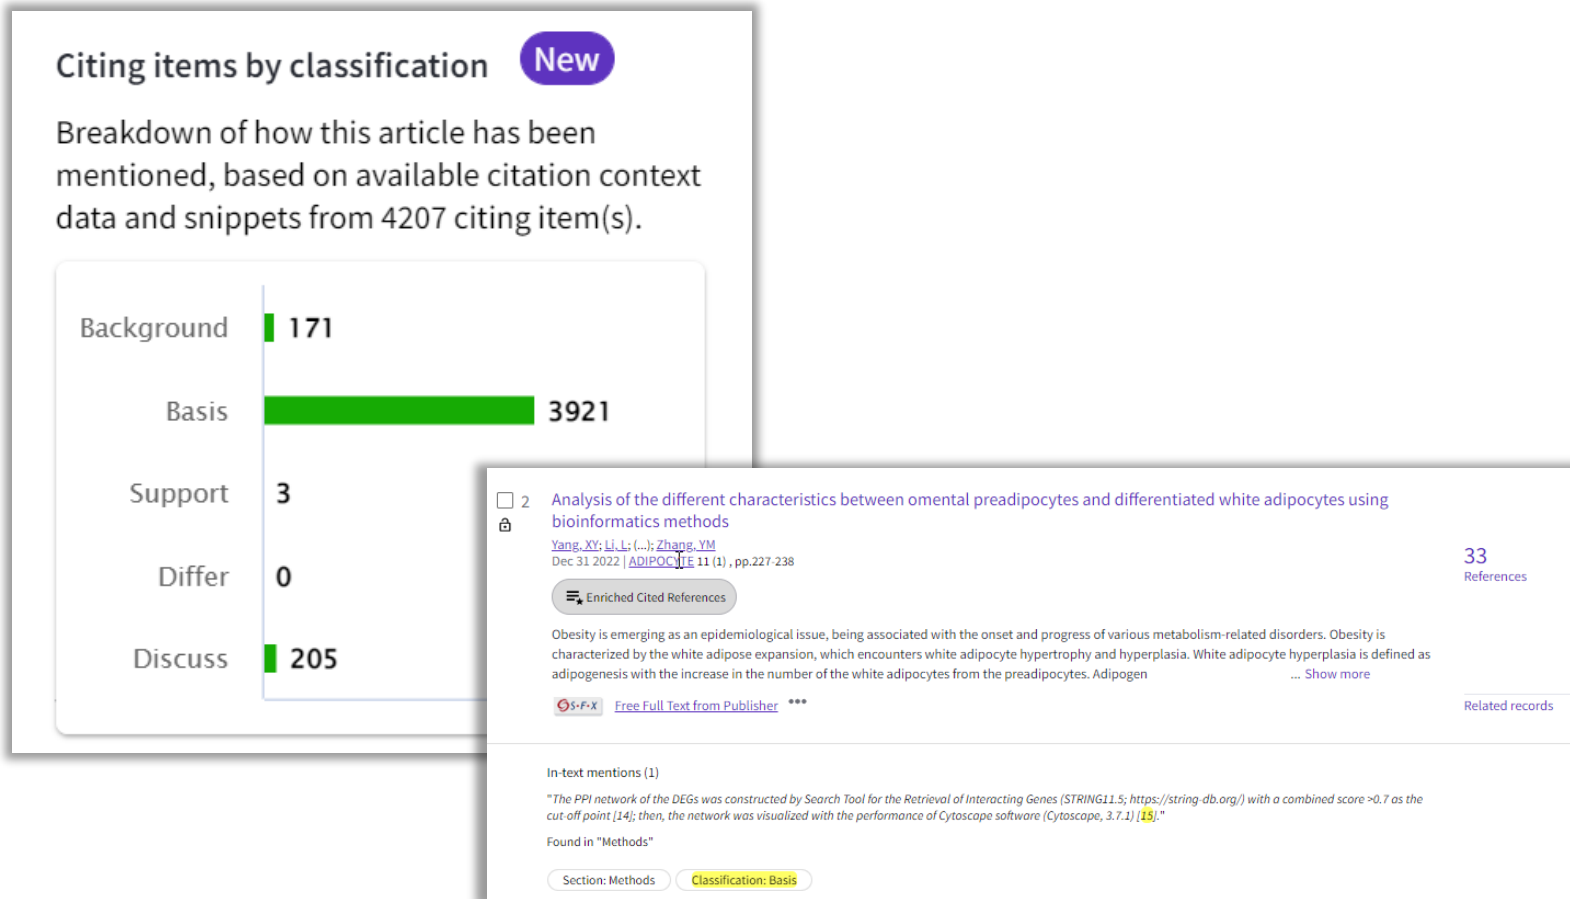 Citing items by classification New
Breakdown of how this article has been
mentioned, based on available citation context
data and snippets from 4207 citing item(s).
Background 171
Basis 3921
Support 3
Differ 0
Discuss 205
2 Analysis of the different characteristics between omental preadipocytes and differentiated white adipocytes using
bioinformatics methods
Yang, XY; Li, L; (...); Zhang, YM
Dec 31 2022 | ADIPOCYTE 11 (1) , pp.227-238
Enriched Cited References
Obesity is emerging as an epidemiological issue, being associated with the onset and progress of various metabolism-related disorders. Obesity is
characterized by the white adipose expansion, which encounters white adipocyte hypertrophy and hyperplasia. White adipocyte hyperplasia is defined as
adipogenesis with the increase in the number of the white adipocytes from the preadipocytes. Adipogen ... Show more
S·F·X Free Full Text from Publisher •••
33
References
Related records
In-text mentions (1)
"The PPI network of the DEGs was constructed by Search Tool for the Retrieval of Interacting Genes (STRING11.5; https://string-db.org/) with a combined score >0.7 as the
cut-off point [14]; then, the network was visualized with the performance of Cytoscape software (Cytoscape, 3.7.1) [15]."
Found in "Methods"
Section: Methods Classification: Basis